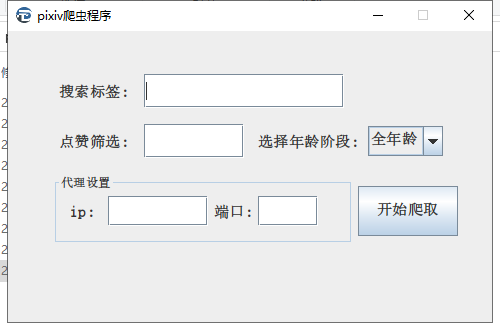 pixiv爬虫程序
搜索标签：
点赞筛选： 选择年龄阶段： 全年龄
代理设置
ip： 端口：
开始爬取